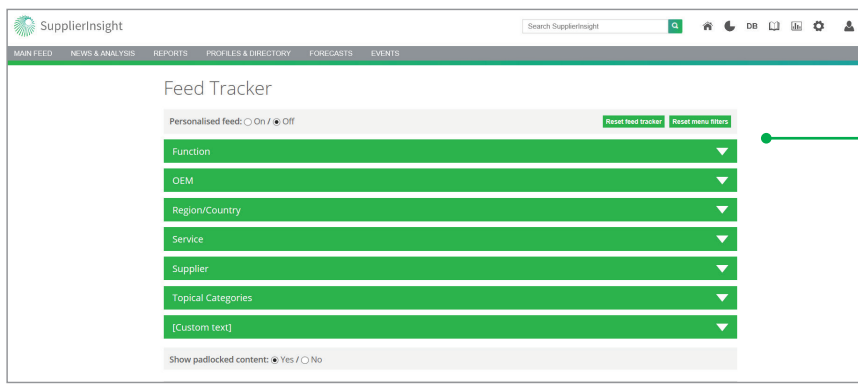 SupplierInsight
Search SupplierInsight
DB
MAIN FEED NEWS & ANALYSIS REPORTS PROFILES & DIRECTORY FORECASTS EVENTS
Feed Tracker
Personalised feed: On / Off
Reset feed tracker Reset menu filters
Function
OEM
Region/Country
Service
Supplier
Topical Categories
[Custom text]
Show padlocked content: Yes / No